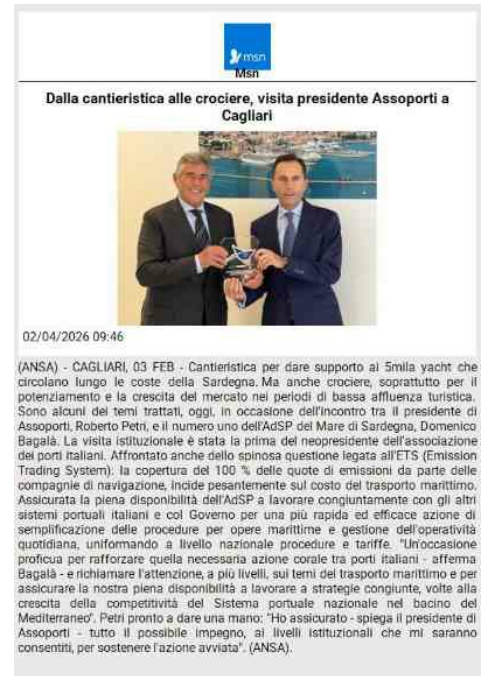 msn
Msn
Dalla cantieristica alle crociere, visita presidente Assoporti a
Cagliari
02/04/2026 09:46
(ANSA) - CAGLIARI, 03 FEB - Cantieristica per dare supporto ai 5mila yacht che
circolano lungo le coste della Sardegna. Ma anche crociere, soprattutto per il
potenziamento e la crescita del mercato nei periodi di bassa affluenza turistica.
Sono alcuni dei temi trattati, oggi, in occasione dell'incontro tra il presidente di
Assoporti, Roberto Petri, e il numero uno dell'AdSP del Mare di Sardegna, Domenico
Bagalà. La visita istituzionale è stata la prima del neopresidente dell'associazione
dei porti italiani. Affrontato anche dello spinosa questione legata all'ETS (Emission
Trading System): la copertura del 100 % delle quote di emissioni da parte delle
compagnie di navigazione, incide pesantemente sul costo del trasporto marittimo.
Assicurata la piena disponibilità dell'AdSP a lavorare congiuntamente con gli altri
sistemi portuali italiani e col Governo per una più rapida ed efficace azione di
semplificazione delle procedure per opere marittime e gestione dell'operatività
quotidiana, uniformando a livello nazionale procedure e tariffe. "Un'occasione
proficua per rafforzare quella necessaria azione corale tra porti italiani - afferma
Bagalà - e richiamare l'attenzione, a più livelli, sui temi del trasporto marittimo e per
assicurare la nostra piena disponibilità a lavorare a strategie congiunte, volte alla
crescita della competitività del Sistema portuale nazionale nel bacino del
Mediterraneo". Petri pronto a dare una mano: "Ho assicurato - spiega il presidente di
Assoporti - tutto il possibile impegno, ai livelli istituzionali che mi saranno
consentiti, per sostenere l'azione avviata". (ANSA).